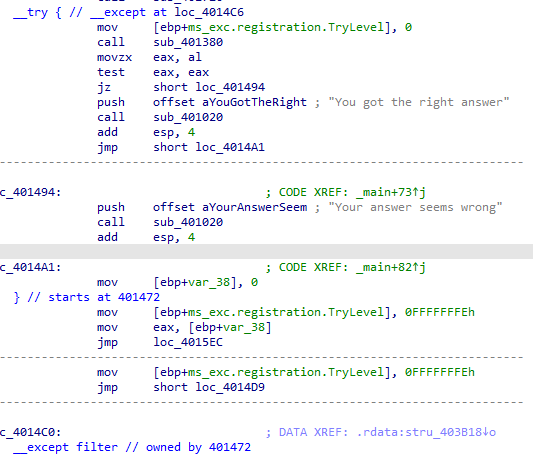 __try { // __except at loc_4014C6
mov [ebp+ms_exc.registration.TryLevel], 0
call sub_401380
movzx eax, al
test eax, eax
jz short loc_401494
push offset aYouGotTheRight ; "You got the right answer"
call sub_401020
add esp, 4
jmp short loc_4014A1
c_401494: ; CODE XREF: _main+73↑j
push offset aYourAnswerSeem ; "Your answer seems wrong"
call sub_401020
add esp, 4
c_4014A1: ; CODE XREF: _main+82↑j
mov [ebp+var_38], 0
} // starts at 401472
mov [ebp+ms_exc.registration.TryLevel], 0FFFFFFFEh
mov eax, [ebp+var_38]
jmp loc_4015EC
mov [ebp+ms_exc.registration.TryLevel], 0FFFFFFFEh
jmp short loc_4014D9
c_4014C0: ; DATA XREF: .rdata:stru_403B18↓o
__except filter // owned by 401472